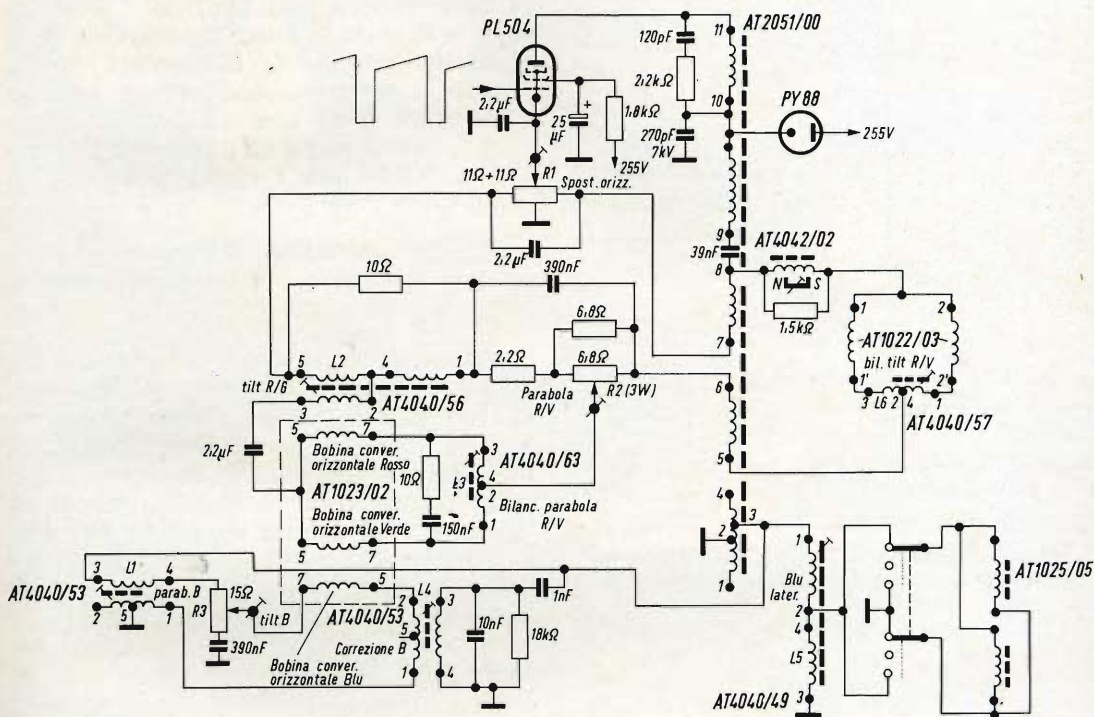 PL504
AT2051/00
120pF
11
2,2kΩ
10
PY88
255V
2,2µF
25
µF
+
1,8kΩ
255V
270pF
7kV
R1
11Ω+11Ω
Spost. orizz.
2,2µF
9
39nF
8
AT4042/02
N
S
1,5kΩ
7
10Ω
390nF
6,8Ω
6,8Ω
2,2Ω
R2 (3W)
Parabola
R/V
1
2
AT1022/03
bil. tilt R/V
1'
2'
3
L6
4
1
AT4040/57
5
L2
4
1
tilt R/G
3
2
AT4040/56
6
5
2,2µF
5
7
Bobina conver.
orizzontale Rosso
AT1023/02
Bobina conver.
orizzontale Verde
5
7
10Ω
150nF
3
AT4040/63
4
L3
2
1
Bilanc. parabola
R/V
4
3
2
1
3
L1
4
AT4040/53
2
5
1
parab. B
15Ω
R3
tilt B
390nF
7
5
AT4040/53
Bobina conver.
orizzontale Blu
L4
2
3
5
Correzione B
1
4
10nF
18kΩ
1nF
1
Blu
later.
2
4
L5
3
AT4040/49
AT1025/05